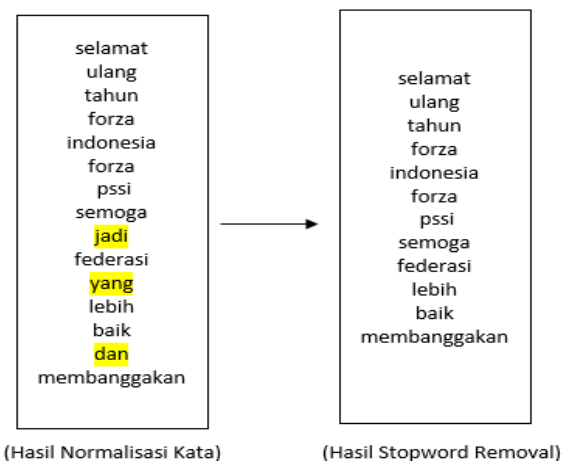 selamat
ulang
tahun
forza
indonesia
forza
pssi
semoga
jadi
federasi
yang
lebih
baik
dan
membanggakan
(Hasil Normalisasi Kata)
selamat
ulang
tahun
forza
indonesia
forza
pssi
semoga
federasi
lebih
baik
membanggakan
(Hasil Stopword Removal)